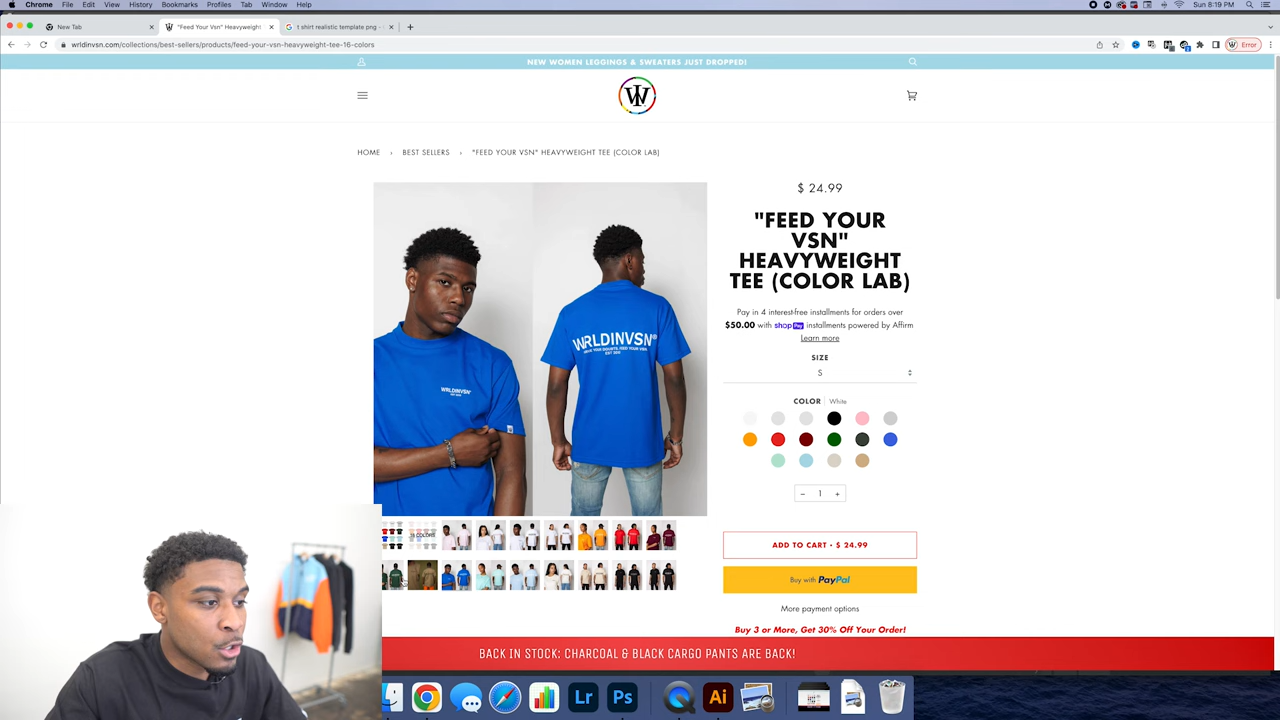 Chrome File Edit View History Bookmarks Profiles Tab Window Help
Sun 8:19 PM
New Tab
"Feed Your Vsn" Heavyweight
t shirt realistic template png -
wrldinvsn.com/collections/best-sellers/products/feed-your-vsn-heavyweight-tee-16-colors
Error
NEW WOMEN LEGGINGS & SWEATERS JUST DROPPED!
HOME › BEST SELLERS › "FEED YOUR VSN" HEAVYWEIGHT TEE (COLOR LAB)
$ 24.99
"FEED YOUR
VSN"
HEAVYWEIGHT
TEE (COLOR LAB)
Pay in 4 interest-free installments for orders over
$50.00 with shop Pay installments powered by Affirm
Learn more
SIZE
S
COLOR White
− 1 +
ADD TO CART • $ 24.99
Buy with PayPal
More payment options
Buy 3 or More, Get 30% Off Your Order!
WRLDINVSN
WRLDINVSN®
16 COLORS
BACK IN STOCK: CHARCOAL & BLACK CARGO PANTS ARE BACK!
Lr
Ps
Ai